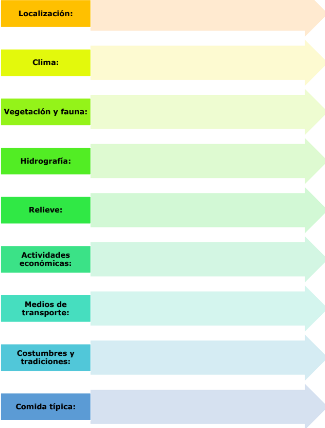 Localización:
Clima:
Vegetación y fauna:
Hidrografía:
Relieve:
Actividades
económicas:
Medios de
transporte:
Costumbres y
tradiciones:
Comida típica: